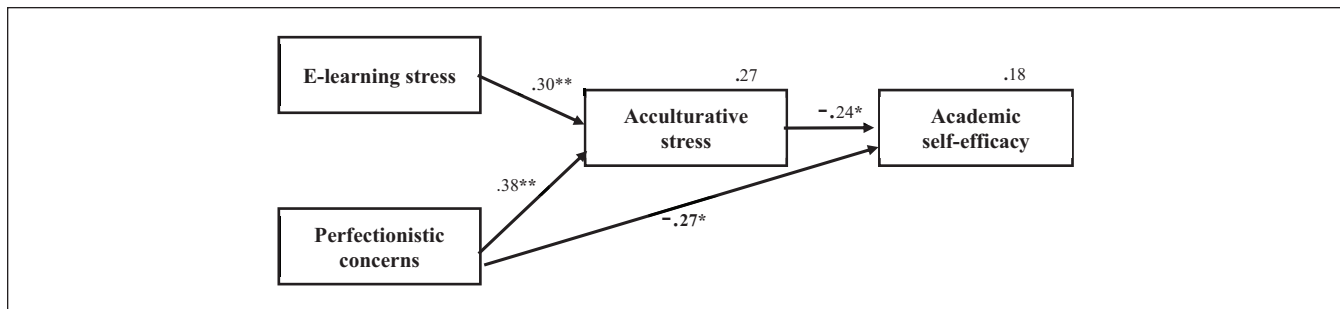 E-learning stress
.30**
.27
.18
Acculturative
stress
-.24*
Academic
self-efficacy
.38**
-.27*
Perfectionistic
concerns